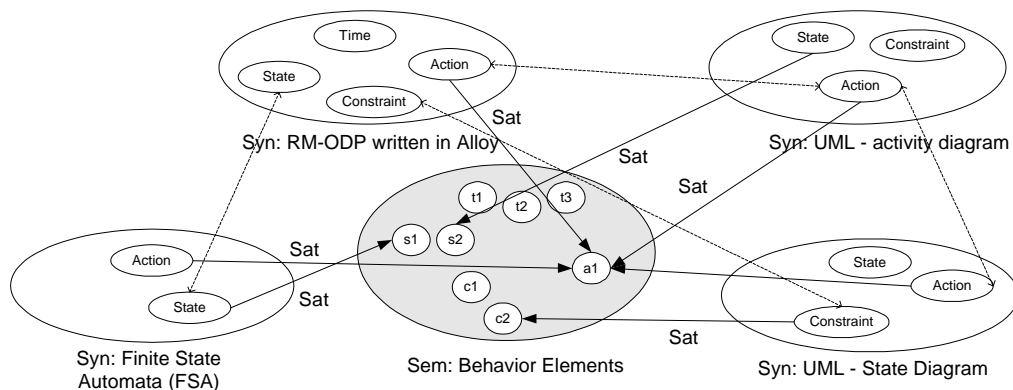 Time
State
Action
Constraint
Syn: RM-ODP written in Alloy
State
Constraint
Action
Syn: UML - activity diagram
Sat
Sat
Sat
t1
t2
t3
s1
s2
a1
c1
c2
Sem: Behavior Elements
Action
State
Sat
Sat
Syn: Finite State
Automata (FSA)
State
Action
Constraint
Sat
Syn: UML - State Diagram